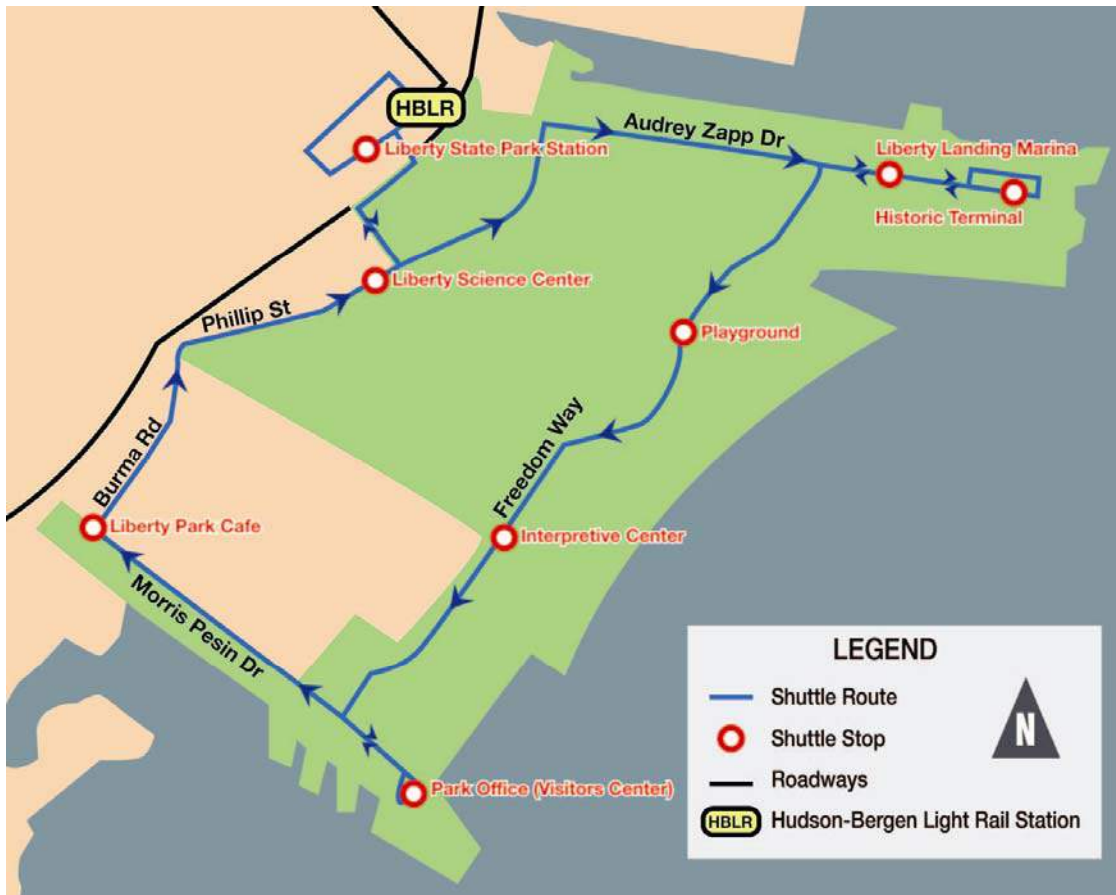 HBLR
Liberty State Park Station
Audrey Zapp Dr
Liberty Landing Marina
Historic Terminal
Liberty Science Center
Phillip St
Playground
Burma Rd
Freedom Way
Liberty Park Cafe
Interpretive Center
Morris Pesin Dr
Park Office (Visitors Center)
LEGEND
Shuttle Route
Shuttle Stop
Roadways
HBLR Hudson-Bergen Light Rail Station
N